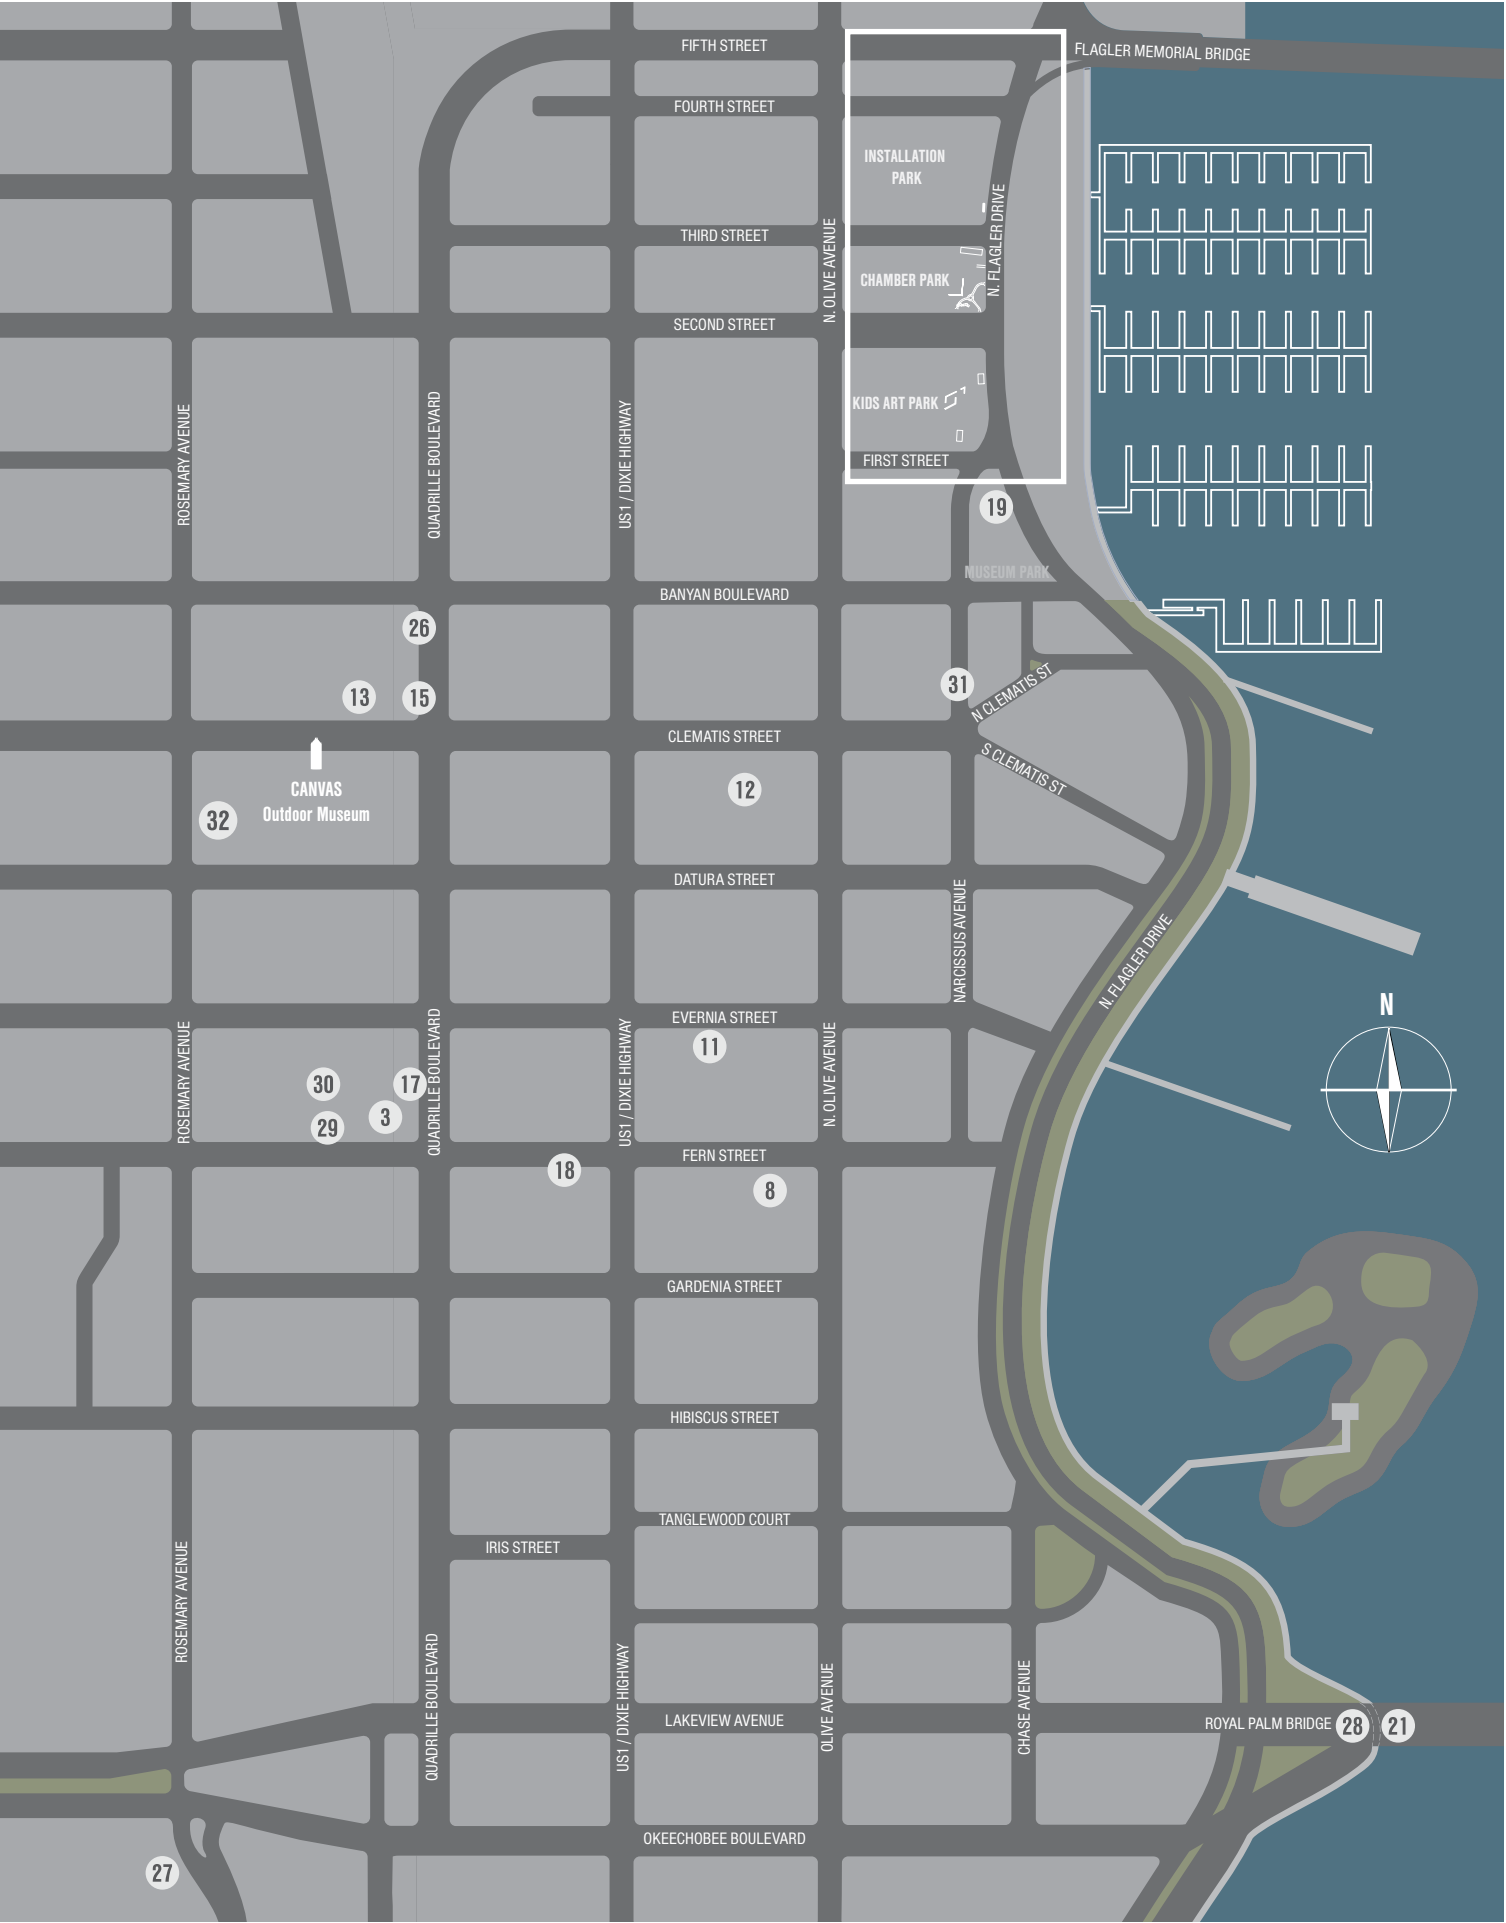 FIFTH STREET
FLAGLER MEMORIAL BRIDGE
FOURTH STREET
INSTALLATION
PARK
THIRD STREET
N. OLIVE AVENUE
N. FLAGLER DRIVE
CHAMBER PARK
SECOND STREET
ROSEMARY AVENUE
QUADRILLE BOULEVARD
US1 / DIXIE HIGHWAY
KIDS ART PARK
FIRST STREET
19
MUSEUM PARK
BANYAN BOULEVARD
26
13
15
31
N CLEMATIS ST
CLEMATIS STREET
S CLEMATIS ST
CANVAS
Outdoor Museum
12
32
DATURA STREET
NARCISSUS AVENUE
N. FLAGLER DRIVE
N
EVERNIA STREET
11
ROSEMARY AVENUE
QUADRILLE BOULEVARD
US1 / DIXIE HIGHWAY
N. OLIVE AVENUE
30
17
3
29
FERN STREET
18
8
GARDENIA STREET
HIBISCUS STREET
TANGLEWOOD COURT
IRIS STREET
ROSEMARY AVENUE
QUADRILLE BOULEVARD
US1 / DIXIE HIGHWAY
OLIVE AVENUE
CHASE AVENUE
LAKEVIEW AVENUE
ROYAL PALM BRIDGE
28
21
OKEECHOBEE BOULEVARD
27